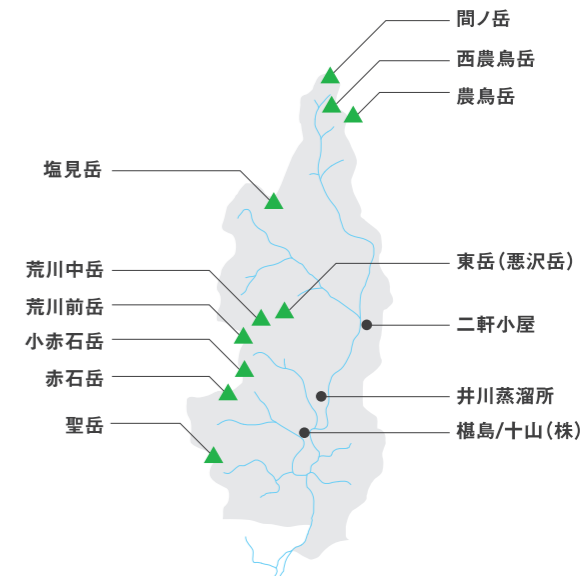 間ノ岳
西農鳥岳
農鳥岳
塩見岳
荒川中岳
東岳（悪沢岳）
荒川前岳
二軒小屋
小赤石岳
赤石岳
井川蒸溜所
聖岳
椹島/十山（株）